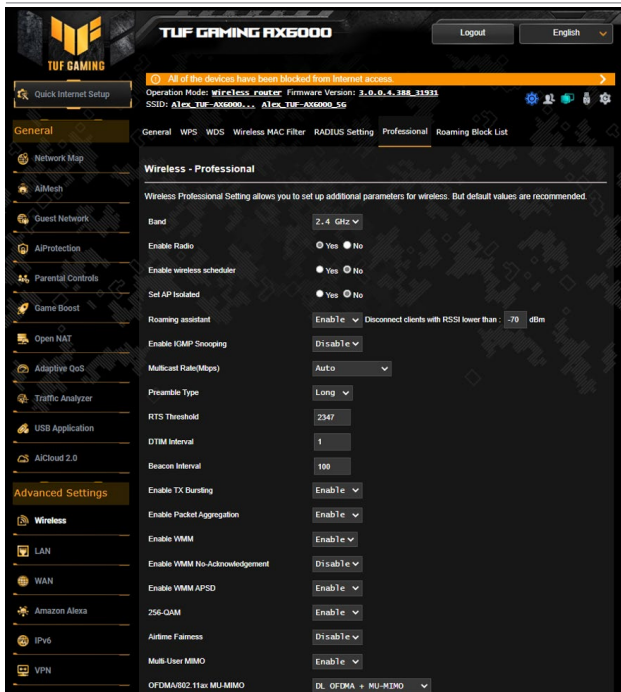 TUF GAMING
TUF GAMING AX6000
Logout
English
All of the devices have been blocked from Internet access.
Quick Internet Setup
Operation Mode: Wireless router Firmware Version: 3.0.0.4.388_31931
SSID: Alex_TUF-AX6000... Alex_TUF-AX6000_5G
General
General WPS WDS Wireless MAC Filter RADIUS Setting Professional Roaming Block List
Network Map
AiMesh
Guest Network
AiProtection
Parental Controls
Game Boost
Open NAT
Adaptive QoS
Traffic Analyzer
USB Application
AiCloud 2.0
Advanced Settings
Wireless
LAN
WAN
Amazon Alexa
IPv6
VPN
Wireless - Professional
Wireless Professional Setting allows you to set up additional parameters for wireless. But default values are recommended.
Band 2.4 GHz
Enable Radio Yes No
Enable wireless scheduler Yes No
Set AP Isolated Yes No
Roaming assistant Enable Disconnect clients with RSSI lower than : -70 dBm
Enable IGMP Snooping Disable
Multicast Rate(Mbps) Auto
Preamble Type Long
RTS Threshold 2347
DTIM Interval 1
Beacon Interval 100
Enable TX Bursting Enable
Enable Packet Aggregation Enable
Enable WMM Enable
Enable WMM No-Acknowledgement Disable
Enable WMM APSD Enable
256-QAM Enable
Airtime Fairness Disable
Multi-User MIMO Enable
OFDMA/802.11ax MU-MIMO DL OFDMA + MU-MIMO